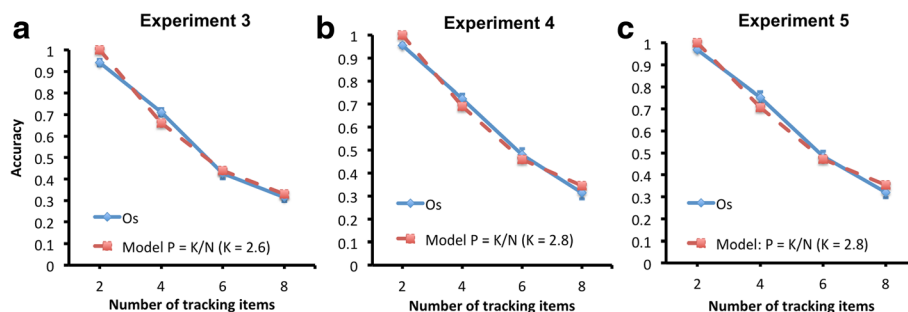 a Experiment 3
1
0.9
0.8
0.7
0.6
0.5
0.4
0.3
0.2
0.1
0
Accuracy
Os
Model P = K/N (K = 2.6)
2 4 6 8
Number of tracking items
b Experiment 4
1
0.9
0.8
0.7
0.6
0.5
0.4
0.3
0.2
0.1
0
Os
Model P = K/N (K = 2.8)
2 4 6 8
Number of tracking items
c Experiment 5
1
0.9
0.8
0.7
0.6
0.5
0.4
0.3
0.2
0.1
0
Os
Model: P = K/N (K = 2.8)
2 4 6 8
Number of tracking items